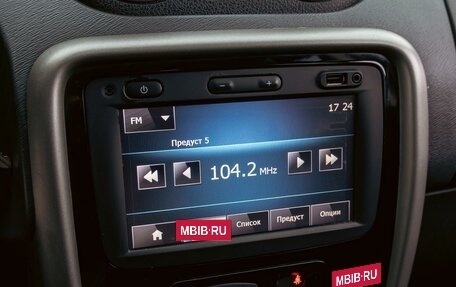 17 24
FM
Предуст 5
104.2 MHz
Список
Предуст
Опции
MBIB.RU
MBIB.RU